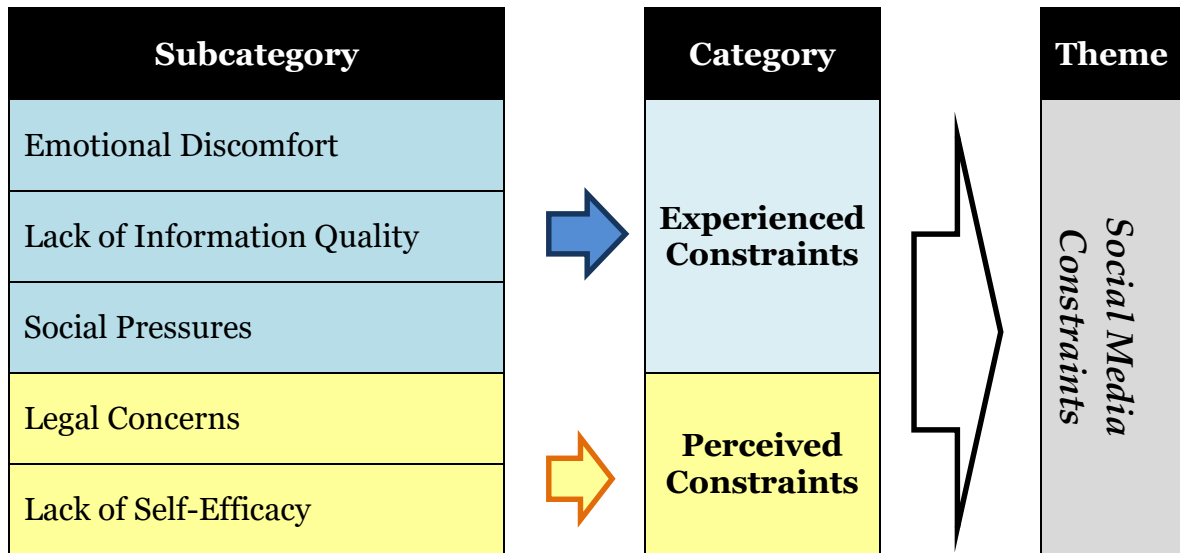 Subcategory
Category
Theme
Emotional Discomfort
Lack of Information Quality
Social Pressures
Legal Concerns
Lack of Self-Efficacy
Experienced
Constraints
Perceived
Constraints
Social Media
Constraints